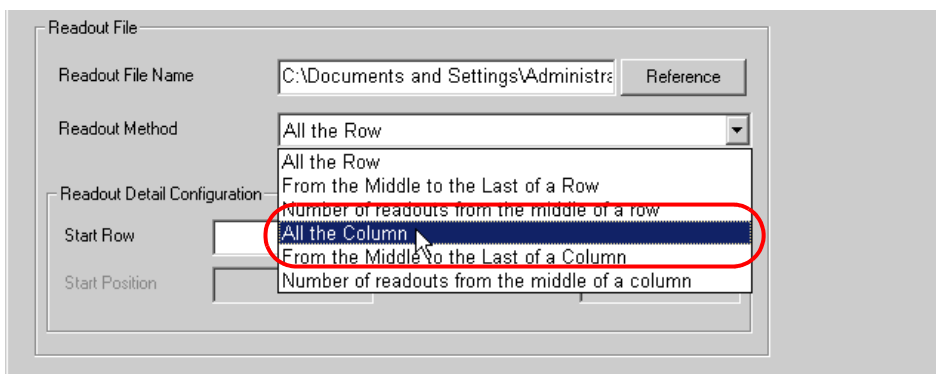 Readout File
Readout File Name
C:\Documents and Settings\Administra
Reference
Readout Method
All the Row
All the Row
From the Middle to the Last of a Row
Number of readouts from the middle of a row
All the Column
From the Middle to the Last of a Column
Number of readouts from the middle of a column
Readout Detail Configuration
Start Row
Start Position